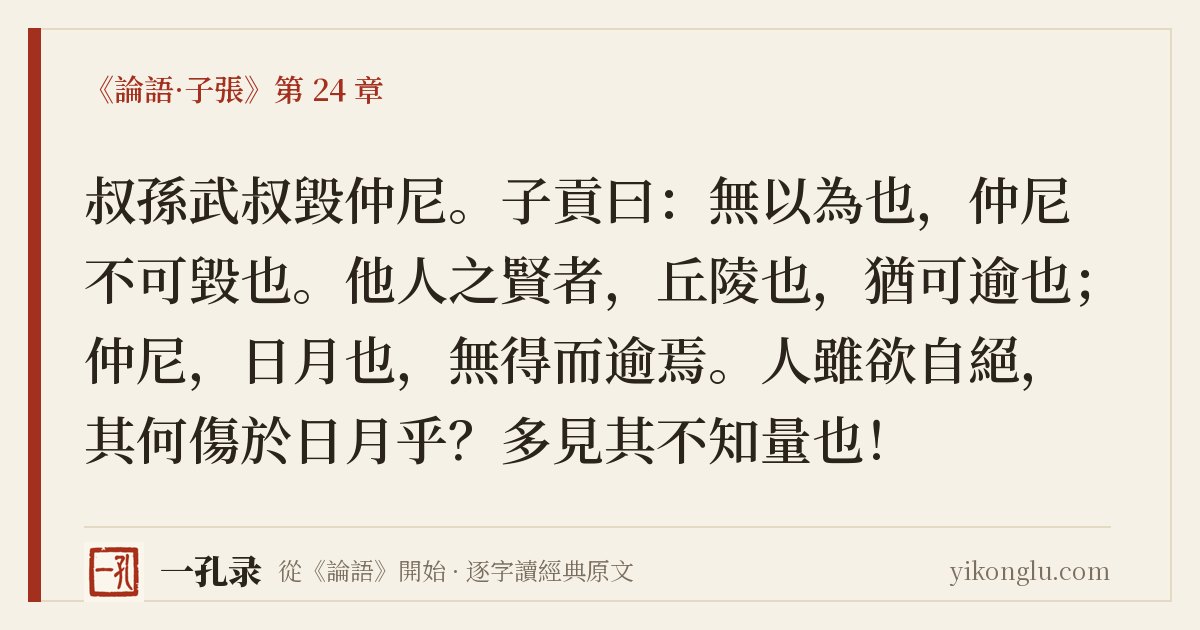 《論語·子張》第 24 章
叔孫武叔毀仲尼。子貢曰：無以為也，仲尼
不可毀也。他人之賢者，丘陵也，猶可逾也；
仲尼，日月也，無得而逾焉。人雖欲自絕，
其何傷於日月乎？多見其不知量也！
一孔
一孔录 從《論語》開始 · 逐字讀經典原文 yikonglu.com